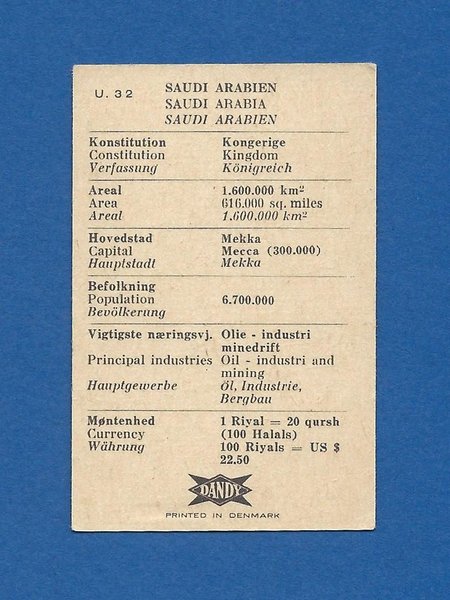 U. 32
SAUDI ARABIEN
SAUDI ARABIA
SAUDI ARABIEN
Konstitution Kongerige
Constitution Kingdom
Verfassung Königreich
Areal 1.600.000 km²
Area 616.000 sq. miles
Areal 1.600.000 km²
Hovedstad Mekka
Capital Mecca (300.000)
Hauptstadt Mekka
Befolkning
Population 6.700.000
Bevölkerung
Vigtigste næringsvj. Olie - industri
minedrift
Principal industries Oil - industri and
mining
Hauptgewerbe Öl, Industrie,
Bergbau
Møntenhed 1 Riyal = 20 qursh
Currency (100 Halals)
Währung 100 Riyals = US $
22.50
DANDY
PRINTED IN DENMARK